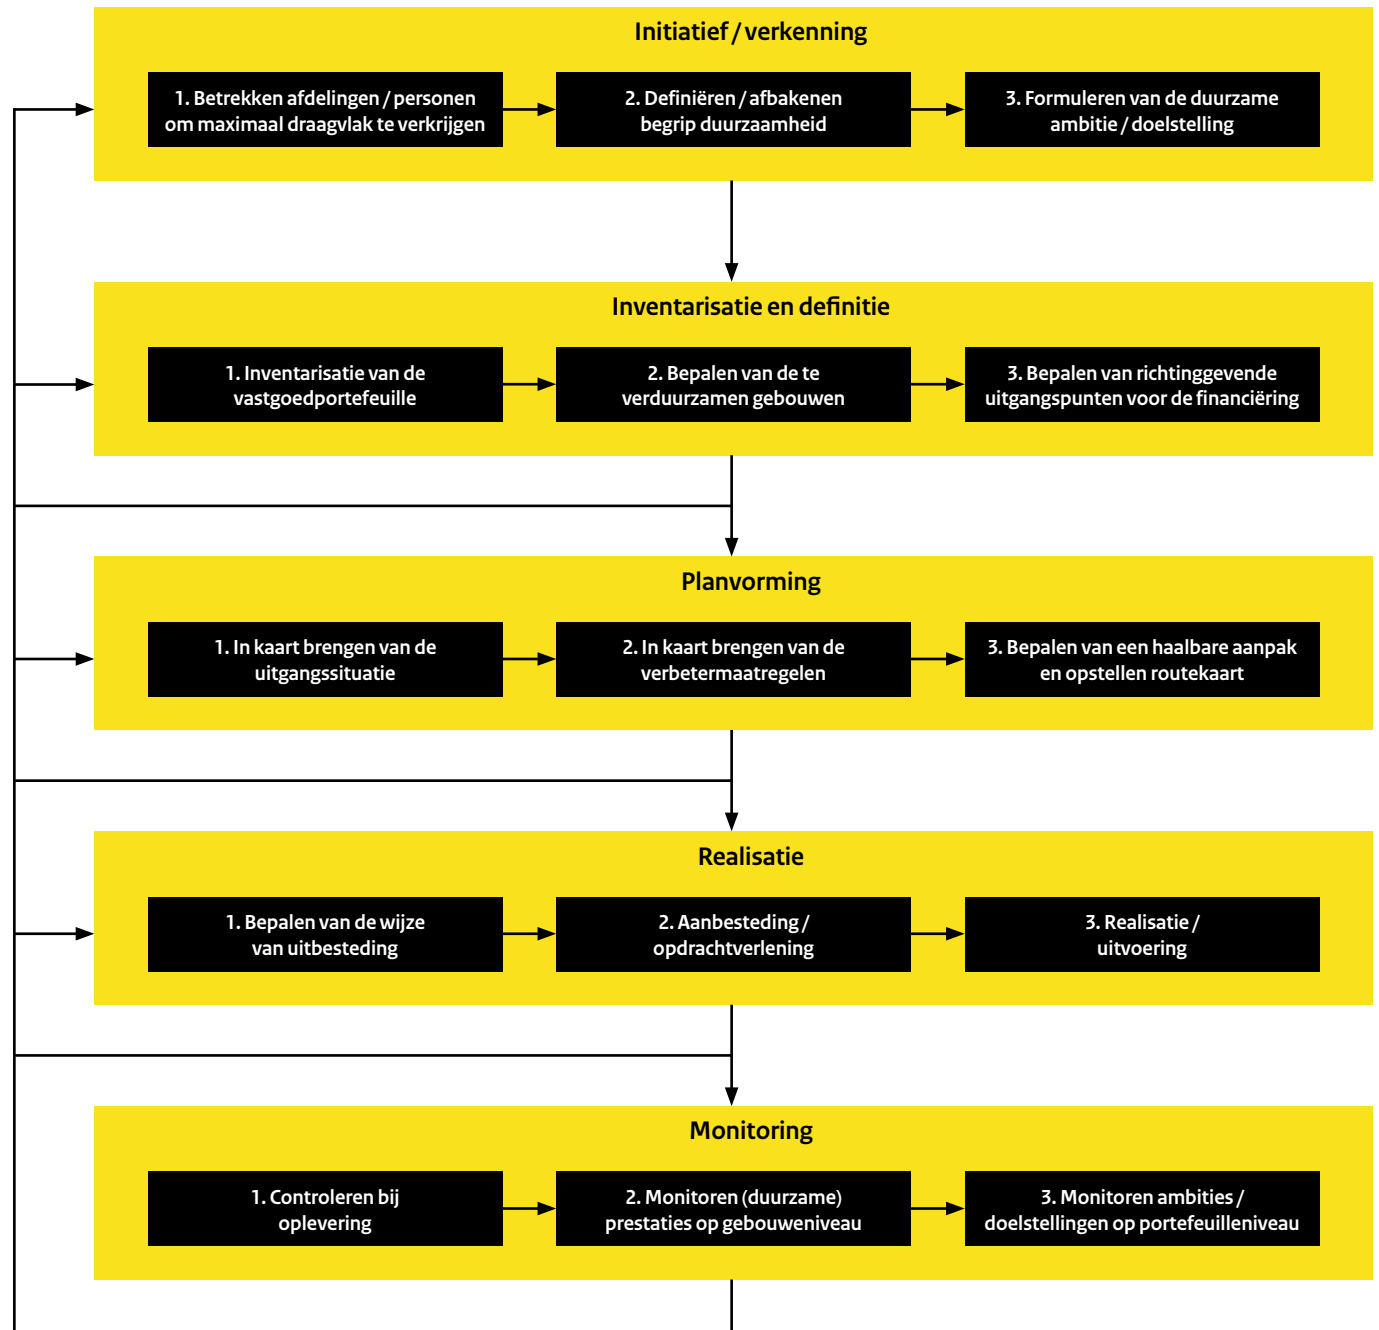 Initiatief / verkenning
1. Betrekken afdelingen / personen
om maximaal draagvlak te verkrijgen
2. Definiëren / afbakenen
begrip duurzaamheid
3. Formuleren van de duurzame
ambitie / doelstelling
Inventarisatie en definitie
1. Inventarisatie van de
vastgoedportefeuille
2. Bepalen van de te
verduurzamen gebouwen
3. Bepalen van richtinggevende
uitgangspunten voor de financiëring
Planvorming
1. In kaart brengen van de
uitgangssituatie
2. In kaart brengen van de
verbetermaatregelen
3. Bepalen van een haalbare aanpak
en opstellen routekaart
Realisatie
1. Bepalen van de wijze
van uitbesteding
2. Aanbesteding /
opdrachtverlening
3. Realisatie /
uitvoering
Monitoring
1. Controleren bij
oplevering
2. Monitoren (duurzame)
prestaties op gebouweniveau
3. Monitoren ambities /
doelstellingen op portefeuilleniveau